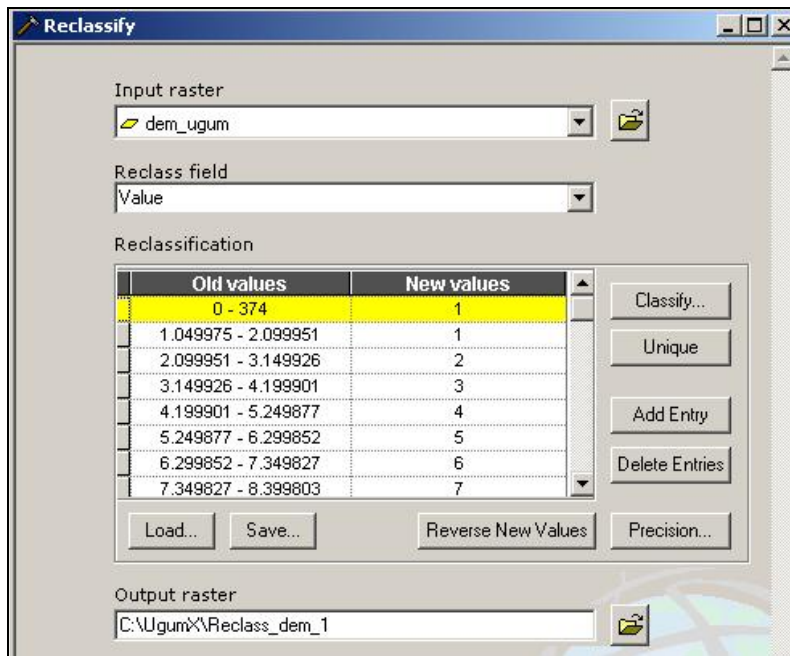 Reclassify
Input raster
dem_ugum
Reclass field
Value
Reclassification
Old values New values
0 - 374 1
1.049975 - 2.099951 1
2.099951 - 3.149926 2
3.149926 - 4.199901 3
4.199901 - 5.249877 4
5.249877 - 6.299852 5
6.299852 - 7.349827 6
7.349827 - 8.399803 7
Classify...
Unique
Add Entry
Delete Entries
Load... Save... Reverse New Values Precision...
Output raster
C:\UgumX\Reclass_dem_1